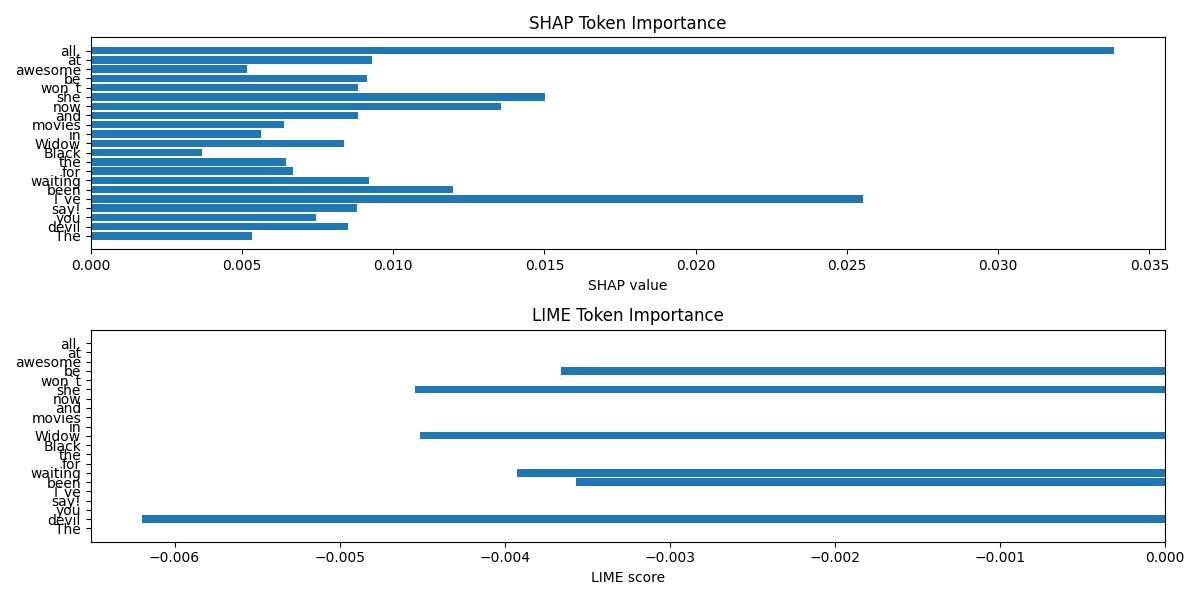 SHAP Token Importance
all,
at
awesome
be
won't
she
now
and
movies
in
Widow
Black
the
for
waiting
been
I've
say!
you
devil
The
0.000
0.005
0.010
0.015
0.020
0.025
0.030
0.035
SHAP value
LIME Token Importance
all,
at
awesome
be
won't
she
now
and
movies
in
Widow
Black
the
for
waiting
been
I've
say!
you
devil
The
−0.006
−0.005
−0.004
−0.003
−0.002
−0.001
0.000
LIME score